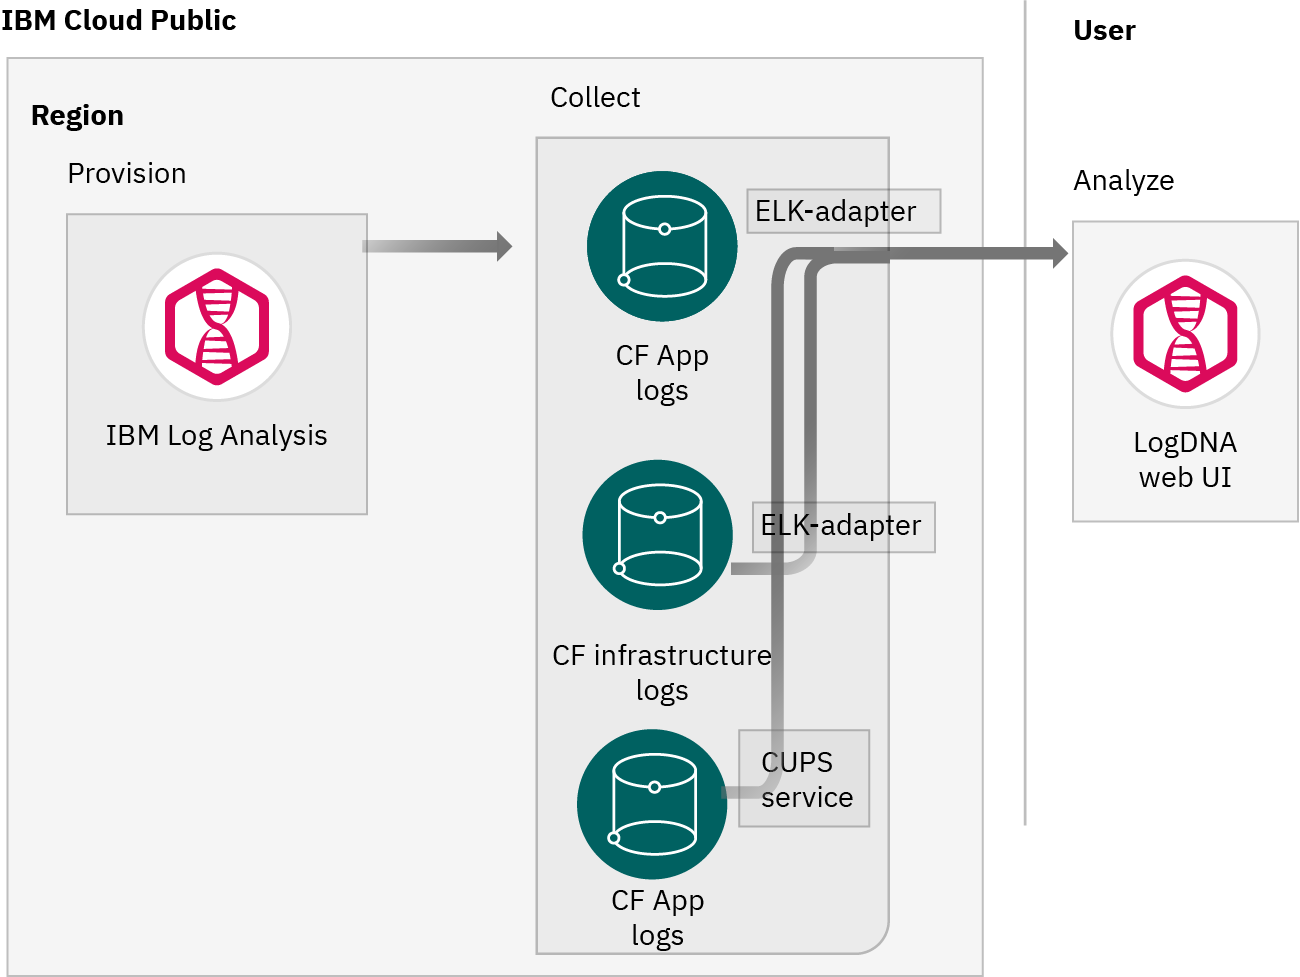 IBM Cloud Public
User
Region
Provision
IBM Log Analysis
Collect
ELK-adapter
CF App
logs
ELK-adapter
CF infrastructure
logs
CUPS
service
CF App
logs
Analyze
LogDNA
web UI